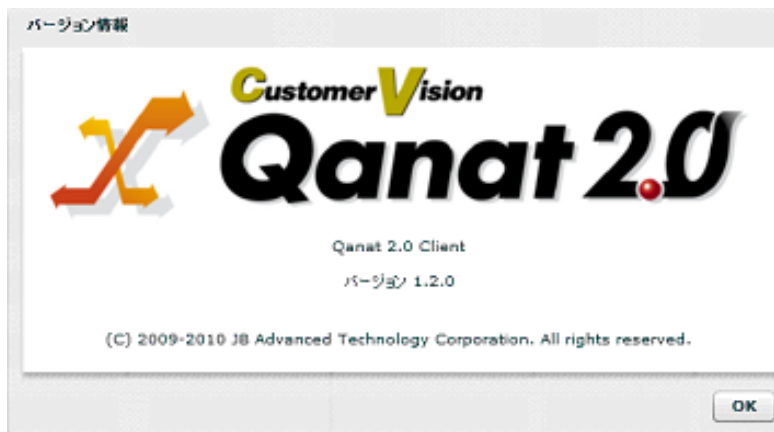 バージョン情報
Customer Vision
Qanat 2.0
Qanat 2.0 Client
バージョン 1.2.0
(C) 2009-2010 JB Advanced Technology Corporation. All rights reserved.
OK